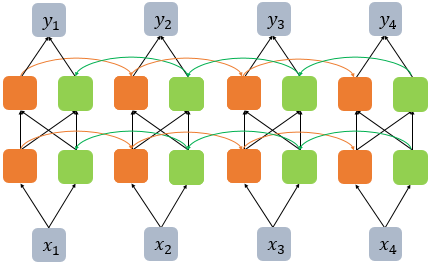 y₁ y₂ y₃ y₄
x₁ x₂ x₃ x₄